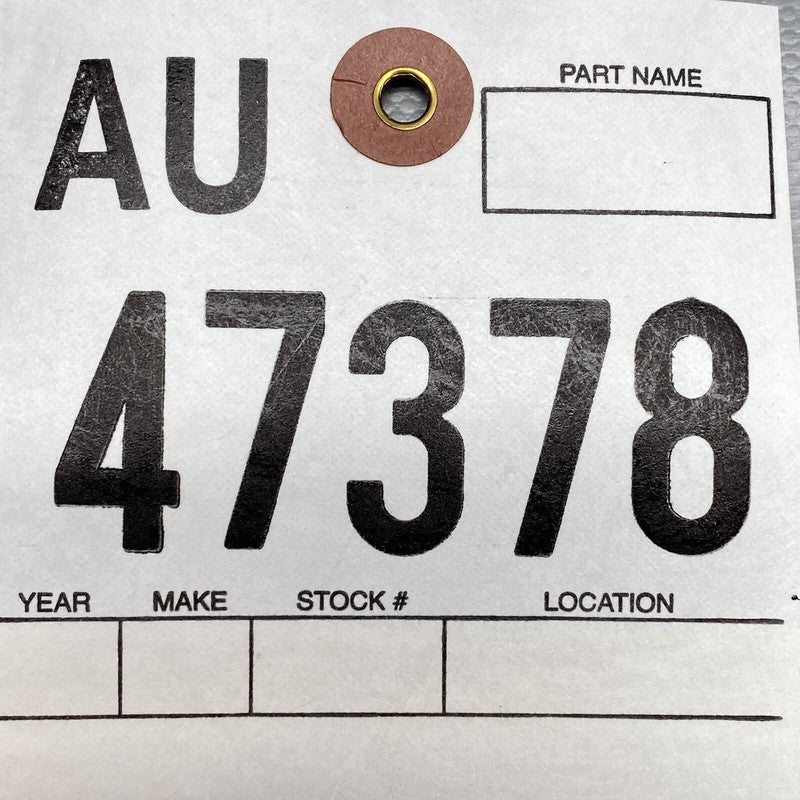 AU
PART NAME
47378
YEAR MAKE STOCK # LOCATION